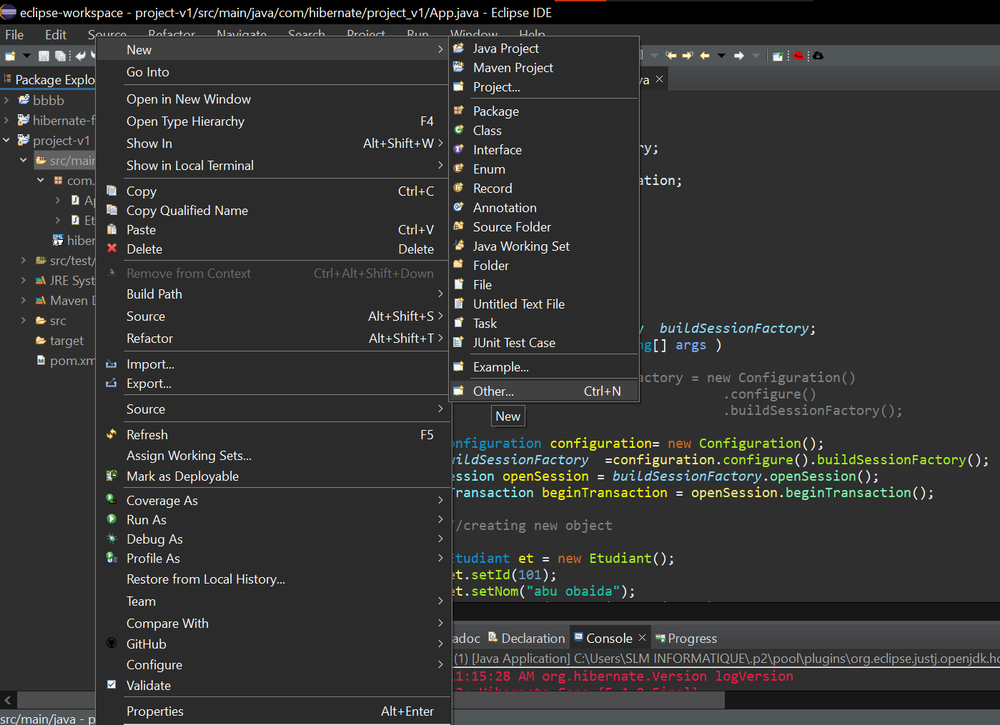 eclipse-workspace - project-v1/src/main/java/com/hibernate/project_v1/App.java - Eclipse IDE
File Edit Source Refactor Navigate Search Project Run Window Help
Package Explo
bbbb
hibernate-f
project-v1
src/mair
com.
Ap
Et
hiber
src/test/
JRE Syst
Maven D
src
target
pom.xm
New
Go Into
Open in New Window
Open Type Hierarchy F4
Show In Alt+Shift+W
Show in Local Terminal
Copy Ctrl+C
Copy Qualified Name
Paste Ctrl+V
Delete Delete
Remove from Context Ctrl+Alt+Shift+Down
Build Path
Source Alt+Shift+S
Refactor Alt+Shift+T
Import...
Export...
Source
Refresh F5
Assign Working Sets...
Mark as Deployable
Coverage As
Run As
Debug As
Profile As
Restore from Local History...
Team
Compare With
GitHub
Configure
Validate
Properties Alt+Enter
Java Project
Maven Project
Project...
Package
Class
Interface
Enum
Record
Annotation
Source Folder
Java Working Set
Folder
File
Untitled Text File
Task
JUnit Test Case
Example...
Other... Ctrl+N
New
va
ry;
ation;
y buildSessionFactory;
ng[] args )
actory = new Configuration()
.configure()
.buildSessionFactory();
onfiguration configuration= new Configuration();
uildSessionFactory =configuration.configure().buildSessionFactory();
ession openSession = buildSessionFactory.openSession();
ransaction beginTransaction = openSession.beginTransaction();
//creating new object
Etudiant et = new Etudiant();
et.setId(101);
et.setNom("abu obaida");
adoc Declaration Console Progress
(1) [Java Application] C:\Users\SLM INFORMATIQUE\.p2\pool\plugins\org.eclipse.justj.openjdk.hc
11:15:28 AM org.hibernate.Version logVersion
src/main/java - p